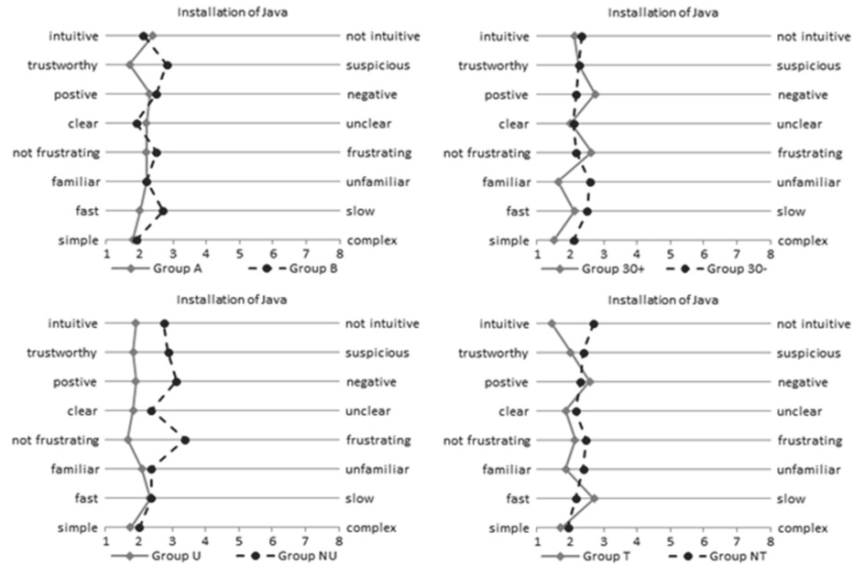 Installation of Java
intuitive not intuitive
trustworthy suspicious
postive negative
clear unclear
not frustrating frustrating
familiar unfamiliar
fast slow
simple complex
1 2 3 4 5 6 7 8
Group A Group B
Installation of Java
intuitive not intuitive
trustworthy suspicious
postive negative
clear unclear
not frustrating frustrating
familiar unfamiliar
fast slow
simple complex
1 2 3 4 5 6 7 8
Group 30+ Group 30-
Installation of Java
intuitive not intuitive
trustworthy suspicious
postive negative
clear unclear
not frustrating frustrating
familiar unfamiliar
fast slow
simple complex
1 2 3 4 5 6 7 8
Group U Group NU
Installation of Java
intuitive not intuitive
trustworthy suspicious
postive negative
clear unclear
not frustrating frustrating
familiar unfamiliar
fast slow
simple complex
1 2 3 4 5 6 7 8
Group T Group NT